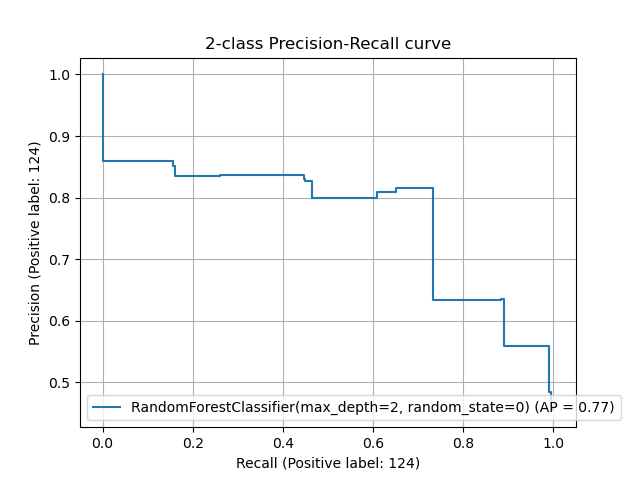 2-class Precision-Recall curve
1.0
0.9
0.8
0.7
0.6
0.5
Precision (Positive label: 124)
RandomForestClassifier(max_depth=2, random_state=0) (AP = 0.77)
0.0 0.2 0.4 0.6 0.8 1.0
Recall (Positive label: 124)